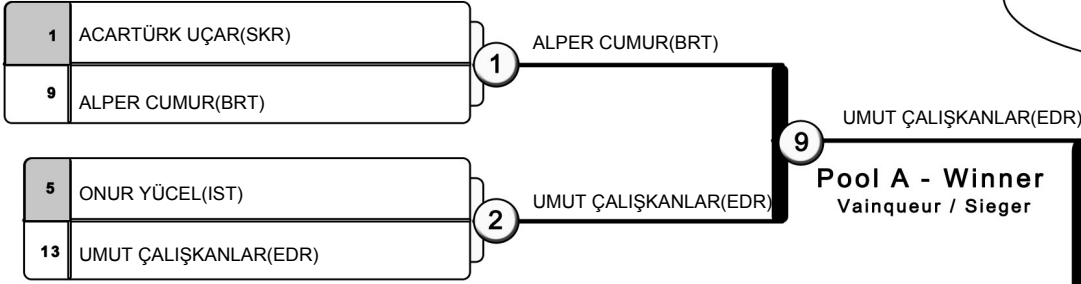 1 ACARTÜRK UÇAR(SKR)
9 ALPER CUMUR(BRT)
1
ALPER CUMUR(BRT)
5 ONUR YÜCEL(IST)
13 UMUT ÇALIŞKANLAR(EDR)
2
UMUT ÇALIŞKANLAR(EDR)
9
UMUT ÇALIŞKANLAR(EDR)
Pool A - Winner
Vainqueur / Sieger